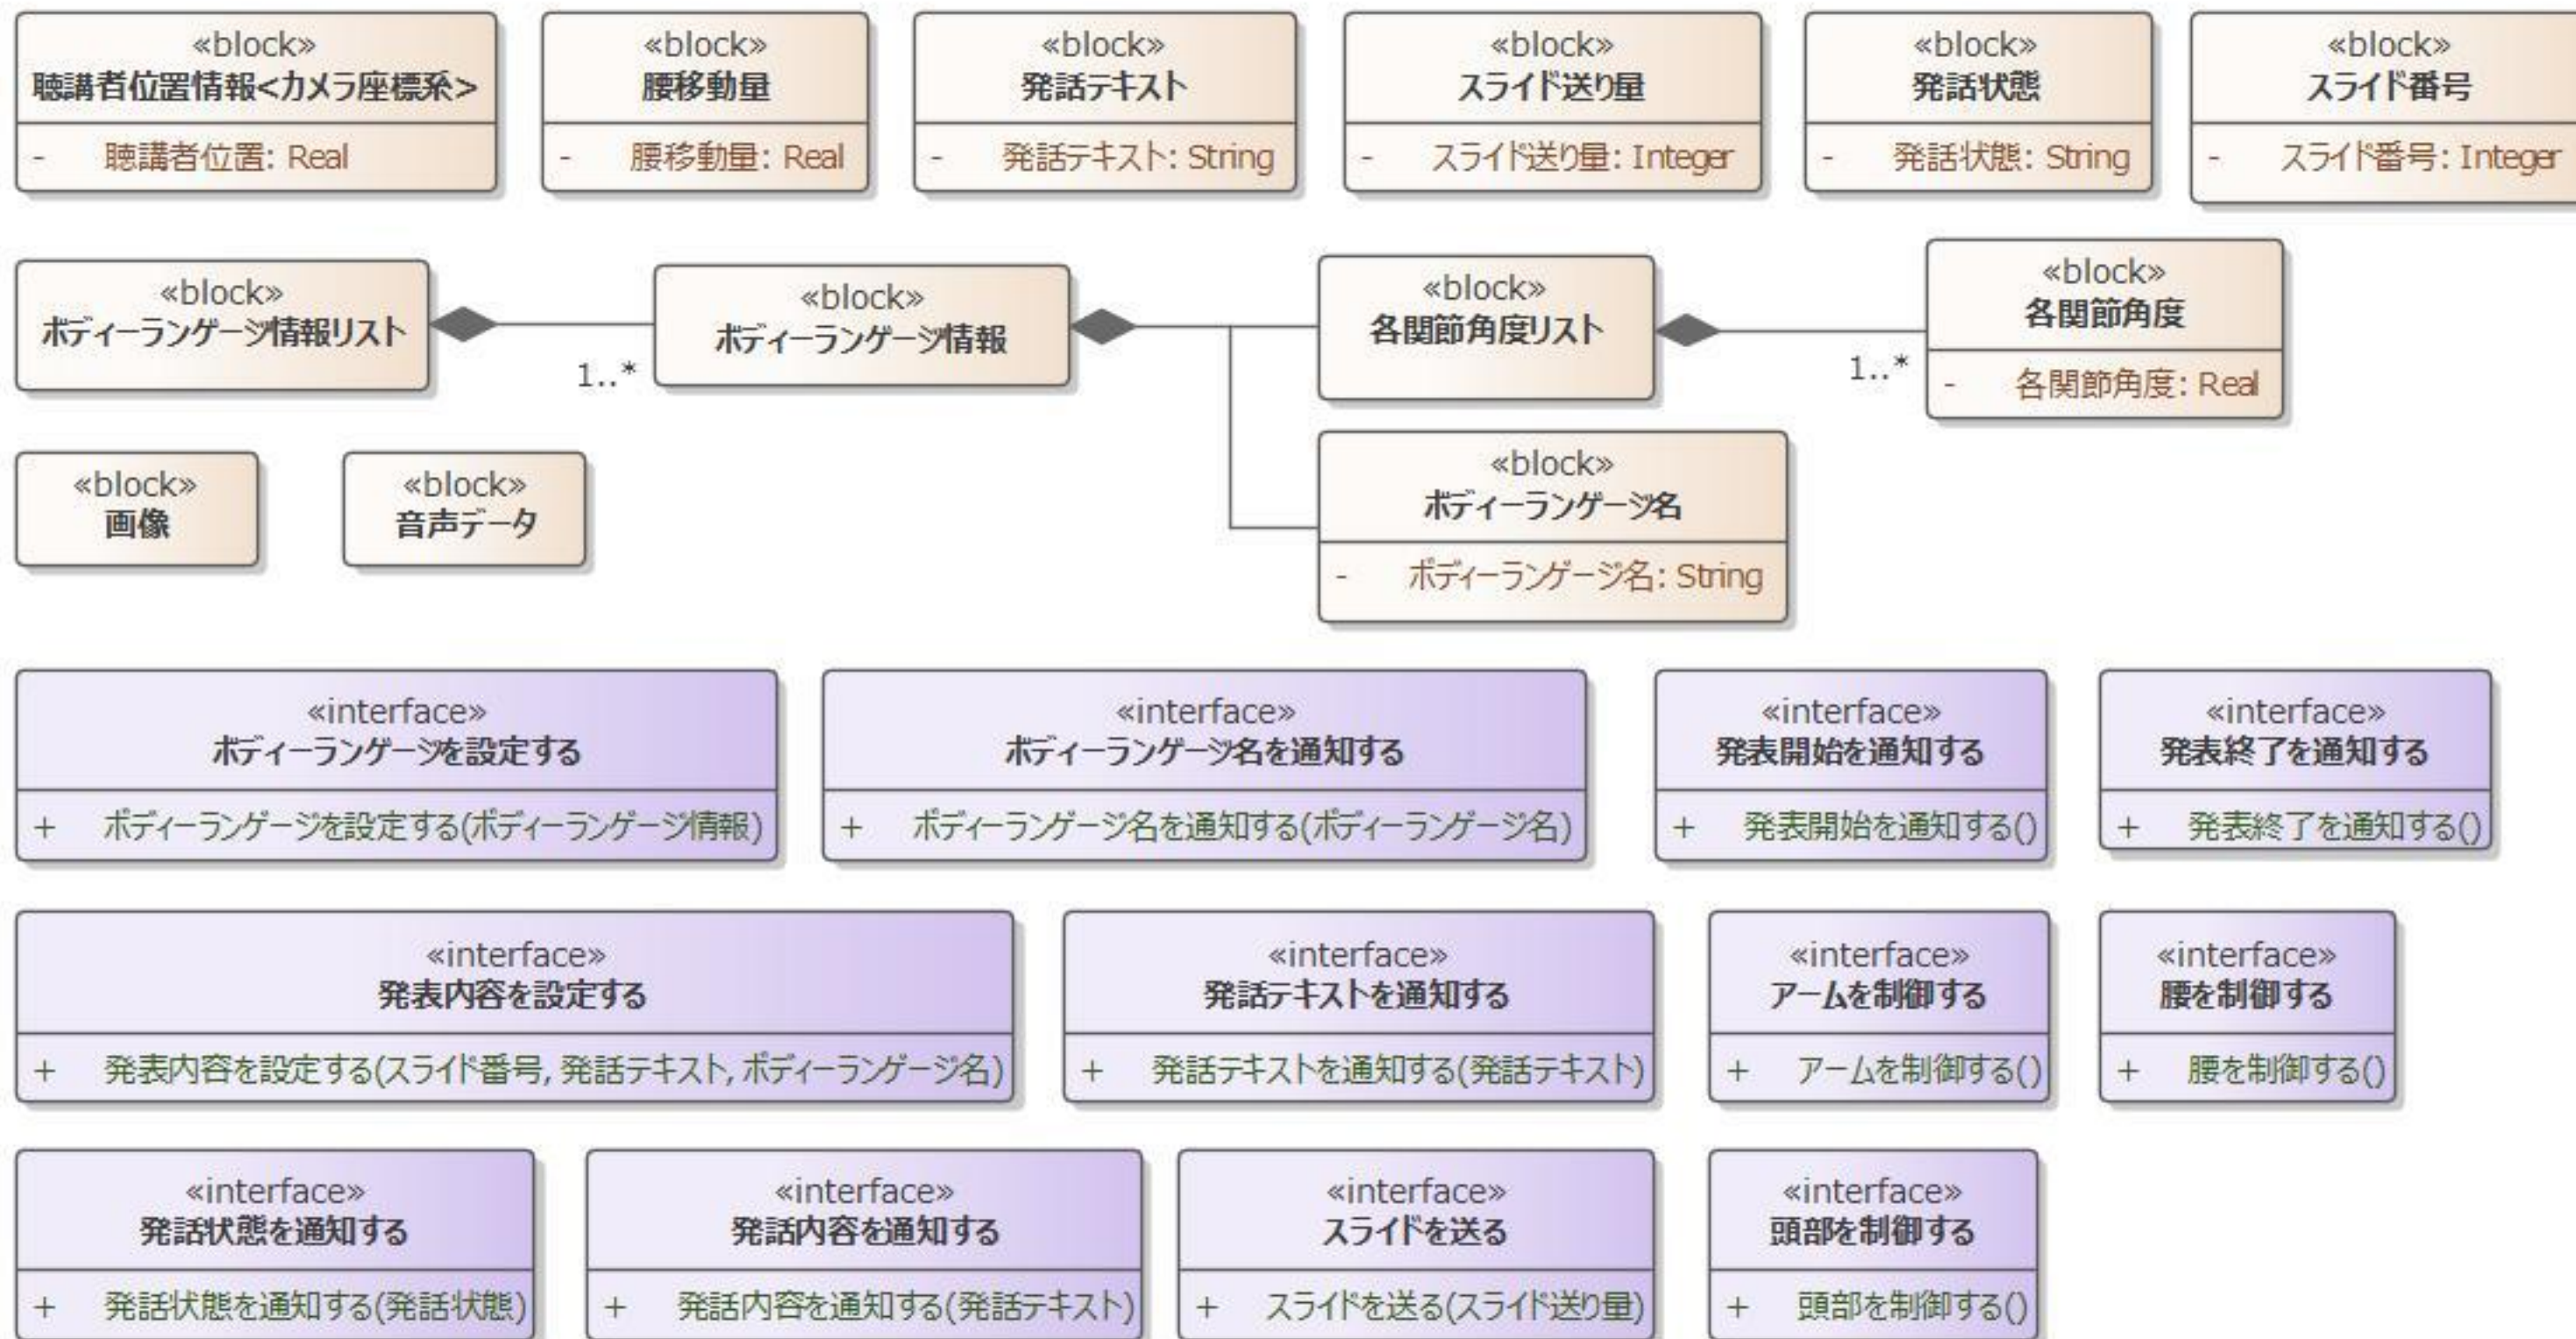 «block»
聴講者位置情報<カメラ座標系>
- 聴講者位置: Real
«block»
腰移動量
- 腰移動量: Real
«block»
発話テキスト
- 発話テキスト: String
«block»
スライド送り量
- スライド送り量: Integer
«block»
発話状態
- 発話状態: String
«block»
スライド番号
- スライド番号: Integer
«block»
ボディーランゲージ情報リスト
1..*
«block»
ボディーランゲージ情報
«block»
各関節角度リスト
1..*
«block»
各関節角度
- 各関節角度: Real
«block»
画像
«block»
音声データ
«block»
ボディーランゲージ名
- ボディーランゲージ名: String
«interface»
ボディーランゲージを設定する
+ ボディーランゲージを設定する(ボディーランゲージ情報)
«interface»
ボディーランゲージ名を通知する
+ ボディーランゲージ名を通知する(ボディーランゲージ名)
«interface»
発表開始を通知する
+ 発表開始を通知する()
«interface»
発表終了を通知する
+ 発表終了を通知する()
«interface»
発表内容を設定する
+ 発表内容を設定する(スライド番号, 発話テキスト, ボディーランゲージ名)
«interface»
発話テキストを通知する
+ 発話テキストを通知する(発話テキスト)
«interface»
アームを制御する
+ アームを制御する()
«interface»
腰を制御する
+ 腰を制御する()
«interface»
発話状態を通知する
+ 発話状態を通知する(発話状態)
«interface»
発話内容を通知する
+ 発話内容を通知する(発話テキスト)
«interface»
スライドを送る
+ スライドを送る(スライド送り量)
«interface»
頭部を制御する
+ 頭部を制御する()